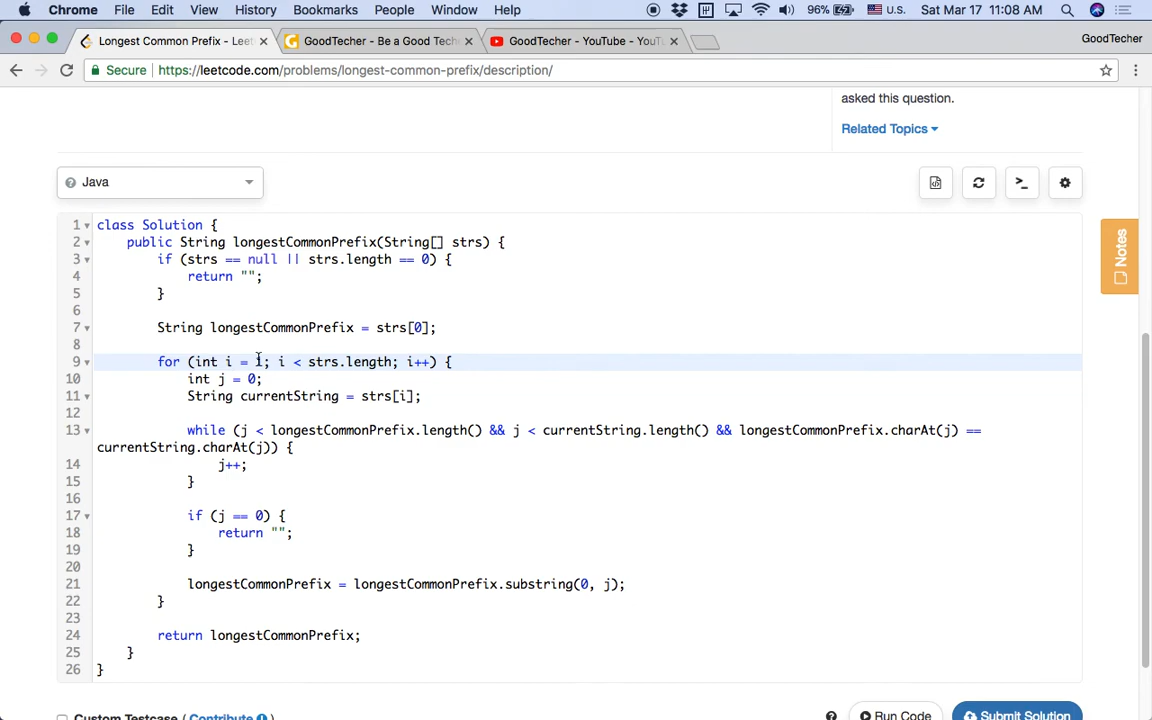 Chrome File Edit View History Bookmarks People Window Help 96% U.S. Sat Mar 17 11:08 AM
Longest Common Prefix - Leet GoodTecher - Be a Good Tech GoodTecher - YouTube - YouT GoodTecher
Secure https://leetcode.com/problems/longest-common-prefix/description/
asked this question.
Related Topics
Java
Notes
1 class Solution {
2 public String longestCommonPrefix(String[] strs) {
3 if (strs == null || strs.length == 0) {
4 return "";
5 }
6
7 String longestCommonPrefix = strs[0];
8
9 for (int i = 1; i < strs.length; i++) {
10 int j = 0;
11 String currentString = strs[i];
12
13 while (j < longestCommonPrefix.length() && j < currentString.length() && longestCommonPrefix.charAt(j) ==
currentString.charAt(j)) {
14 j++;
15 }
16
17 if (j == 0) {
18 return "";
19 }
20
21 longestCommonPrefix = longestCommonPrefix.substring(0, j);
22 }
23
24 return longestCommonPrefix;
25 }
26 }
Custom Testcase ( Contribute ) Run Code Submit Solution